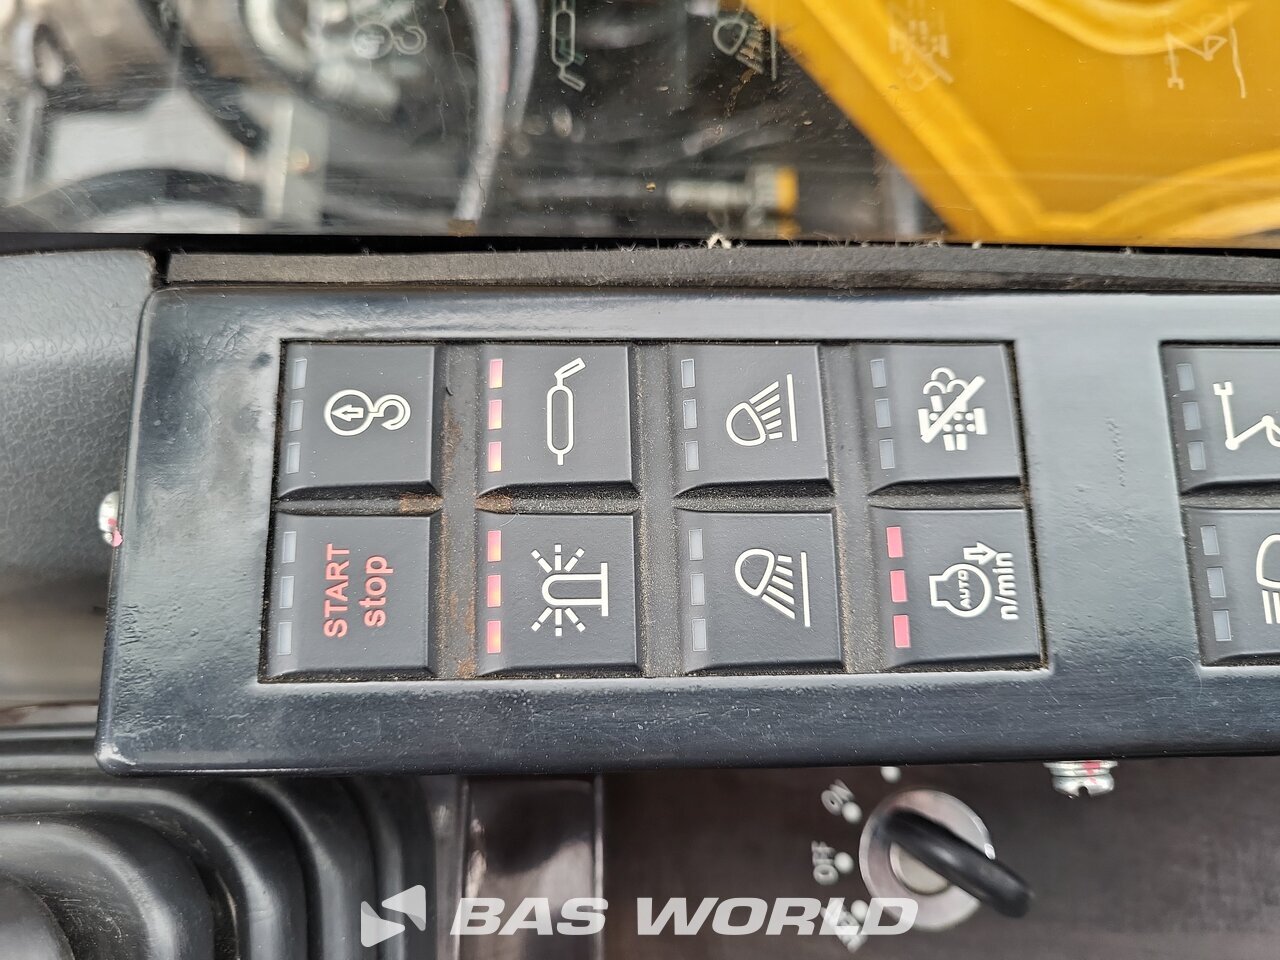 START
stop
AUTO
n/min
ON
OFF
BAS WORLD